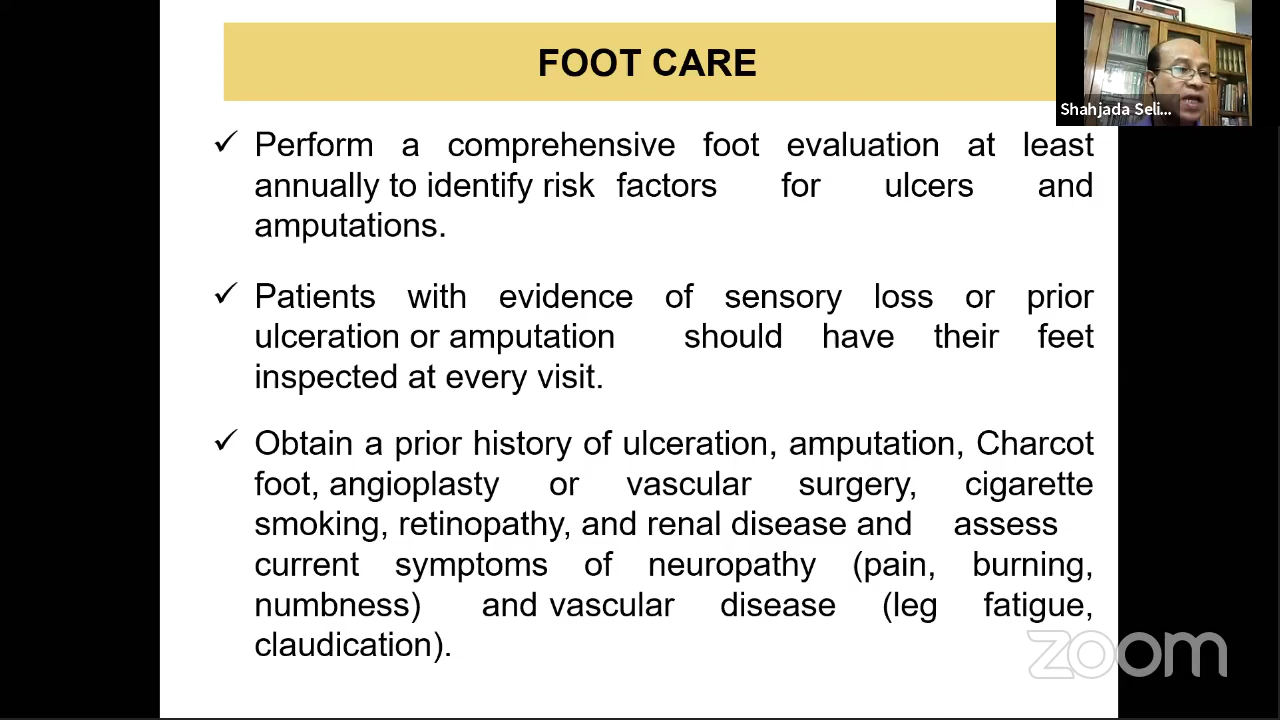 FOOT CARE
Shahjada Seli...
✓ Perform a comprehensive foot evaluation at least
annually to identify risk factors for ulcers and
amputations.
✓ Patients with evidence of sensory loss or prior
ulceration or amputation should have their feet
inspected at every visit.
✓ Obtain a prior history of ulceration, amputation, Charcot
foot, angioplasty or vascular surgery, cigarette
smoking, retinopathy, and renal disease and assess
current symptoms of neuropathy (pain, burning,
numbness) and vascular disease (leg fatigue,
claudication).
zoom